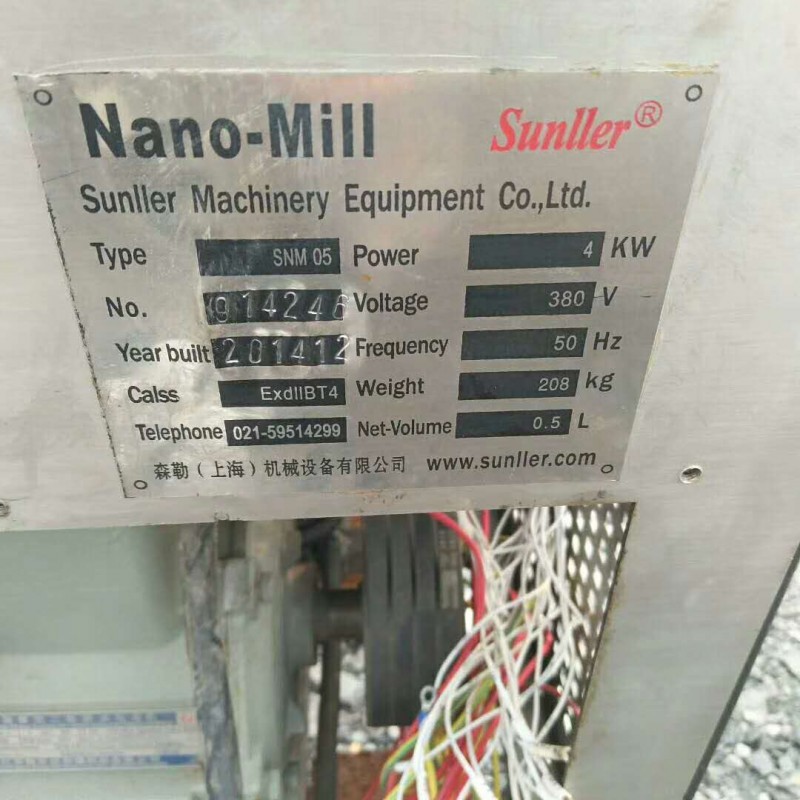 Nano-Mill Sunller®
Sunller Machinery Equipment Co.,Ltd.
Type SNM 05 Power 4 KW
No. 914246 Voltage 380 V
Year built 201412 Frequency 50 Hz
Calss ExdIIBT4 Weight 208 kg
Telephone 021-59514299 Net-Volume 0.5 L
森勒（上海）机械设备有限公司 www.sunller.com